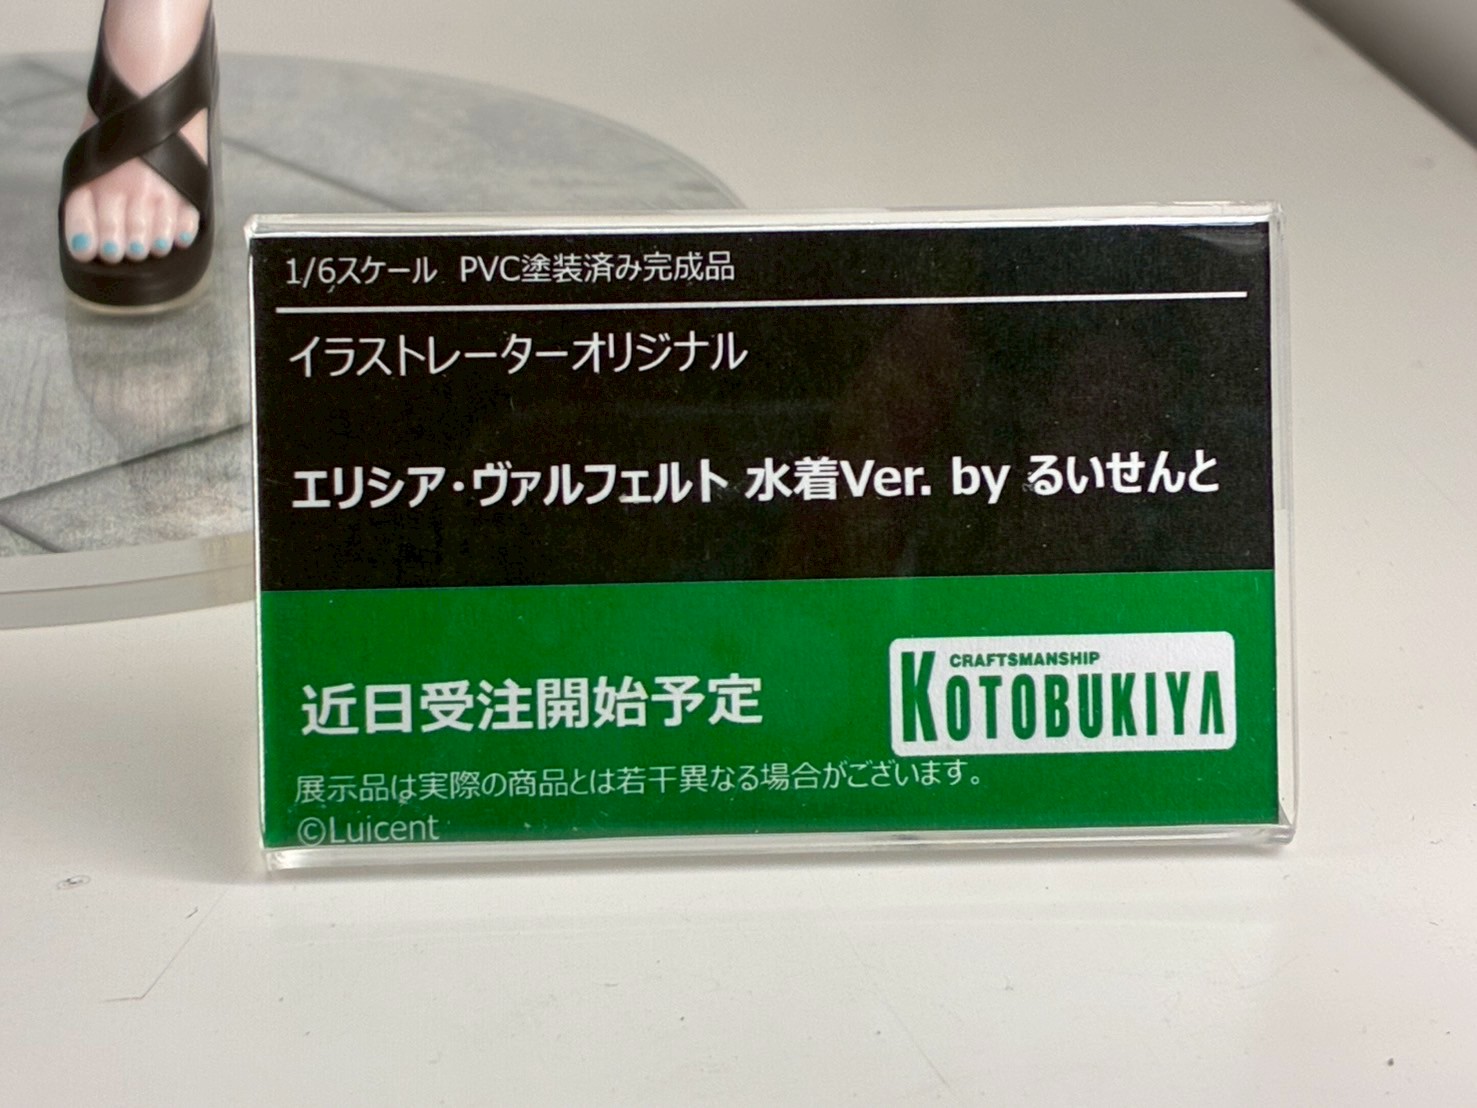 1/6スケール PVC塗装済み完成品
イラストレーターオリジナル
エリシア・ヴァルフェルト 水着Ver. by るいせんと
近日受注開始予定
CRAFTSMANSHIP
KOTOBUKIYA
展示品は実際の商品とは若干異なる場合がございます。
©Luicent